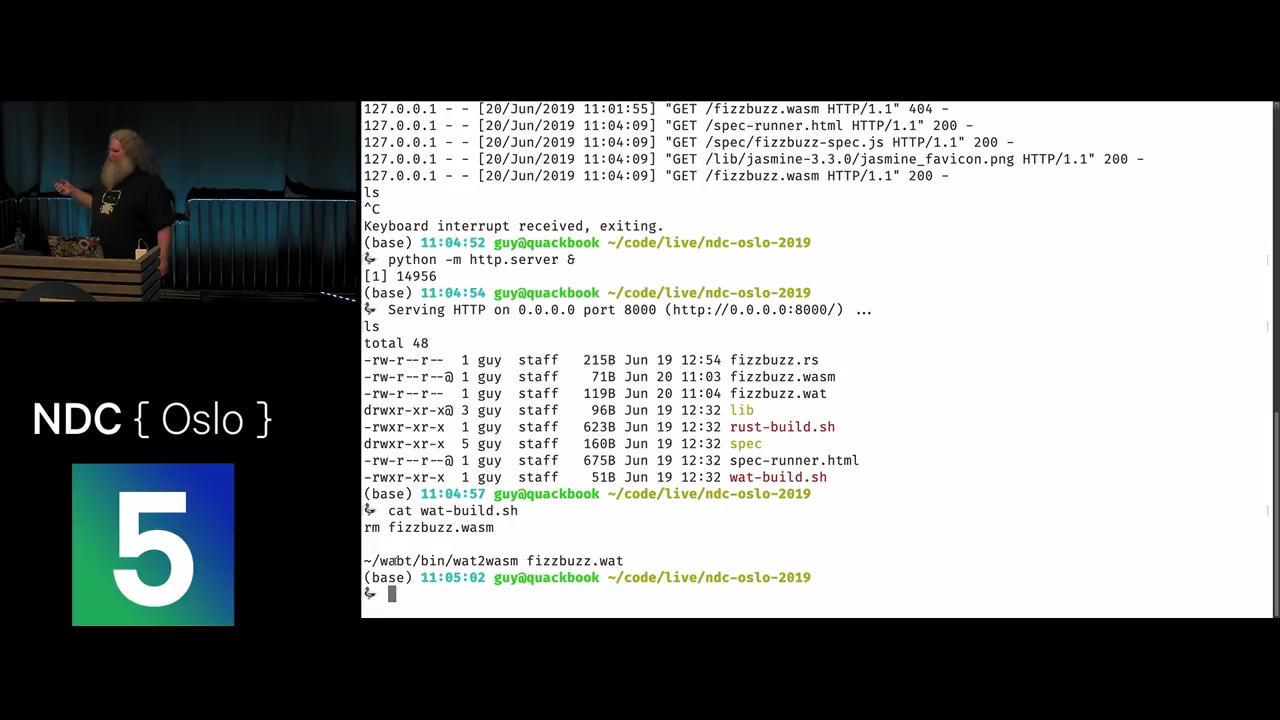 127.0.0.1 - - [20/Jun/2019 11:01:55] "GET /fizzbuzz.wasm HTTP/1.1" 404 -
127.0.0.1 - - [20/Jun/2019 11:04:09] "GET /spec-runner.html HTTP/1.1" 200 -
127.0.0.1 - - [20/Jun/2019 11:04:09] "GET /spec/fizzbuzz-spec.js HTTP/1.1" 200 -
127.0.0.1 - - [20/Jun/2019 11:04:09] "GET /lib/jasmine-3.3.0/jasmine_favicon.png HTTP/1.1" 200 -
127.0.0.1 - - [20/Jun/2019 11:04:09] "GET /fizzbuzz.wasm HTTP/1.1" 200 -
ls
^C
Keyboard interrupt received, exiting.
(base) 11:04:52 guy@quackbook ~/code/live/ndc-oslo-2019
python -m http.server &
[1] 14956
(base) 11:04:54 guy@quackbook ~/code/live/ndc-oslo-2019
Serving HTTP on 0.0.0.0 port 8000 (http://0.0.0.0:8000/) ...
ls
total 48
-rw-r--r-- 1 guy staff 215B Jun 19 12:54 fizzbuzz.rs
-rw-r--r--@ 1 guy staff 71B Jun 20 11:03 fizzbuzz.wasm
-rw-r--r-- 1 guy staff 119B Jun 20 11:04 fizzbuzz.wat
drwxr-xr-x@ 3 guy staff 96B Jun 19 12:32 lib
-rwxr-xr-x 1 guy staff 623B Jun 19 12:32 rust-build.sh
drwxr-xr-x 5 guy staff 160B Jun 19 12:32 spec
-rw-r--r--@ 1 guy staff 675B Jun 19 12:32 spec-runner.html
-rwxr-xr-x 1 guy staff 51B Jun 19 12:32 wat-build.sh
(base) 11:04:57 guy@quackbook ~/code/live/ndc-oslo-2019
cat wat-build.sh
rm fizzbuzz.wasm
~/wabt/bin/wat2wasm fizzbuzz.wat
(base) 11:05:02 guy@quackbook ~/code/live/ndc-oslo-2019
NDC { Oslo }
5